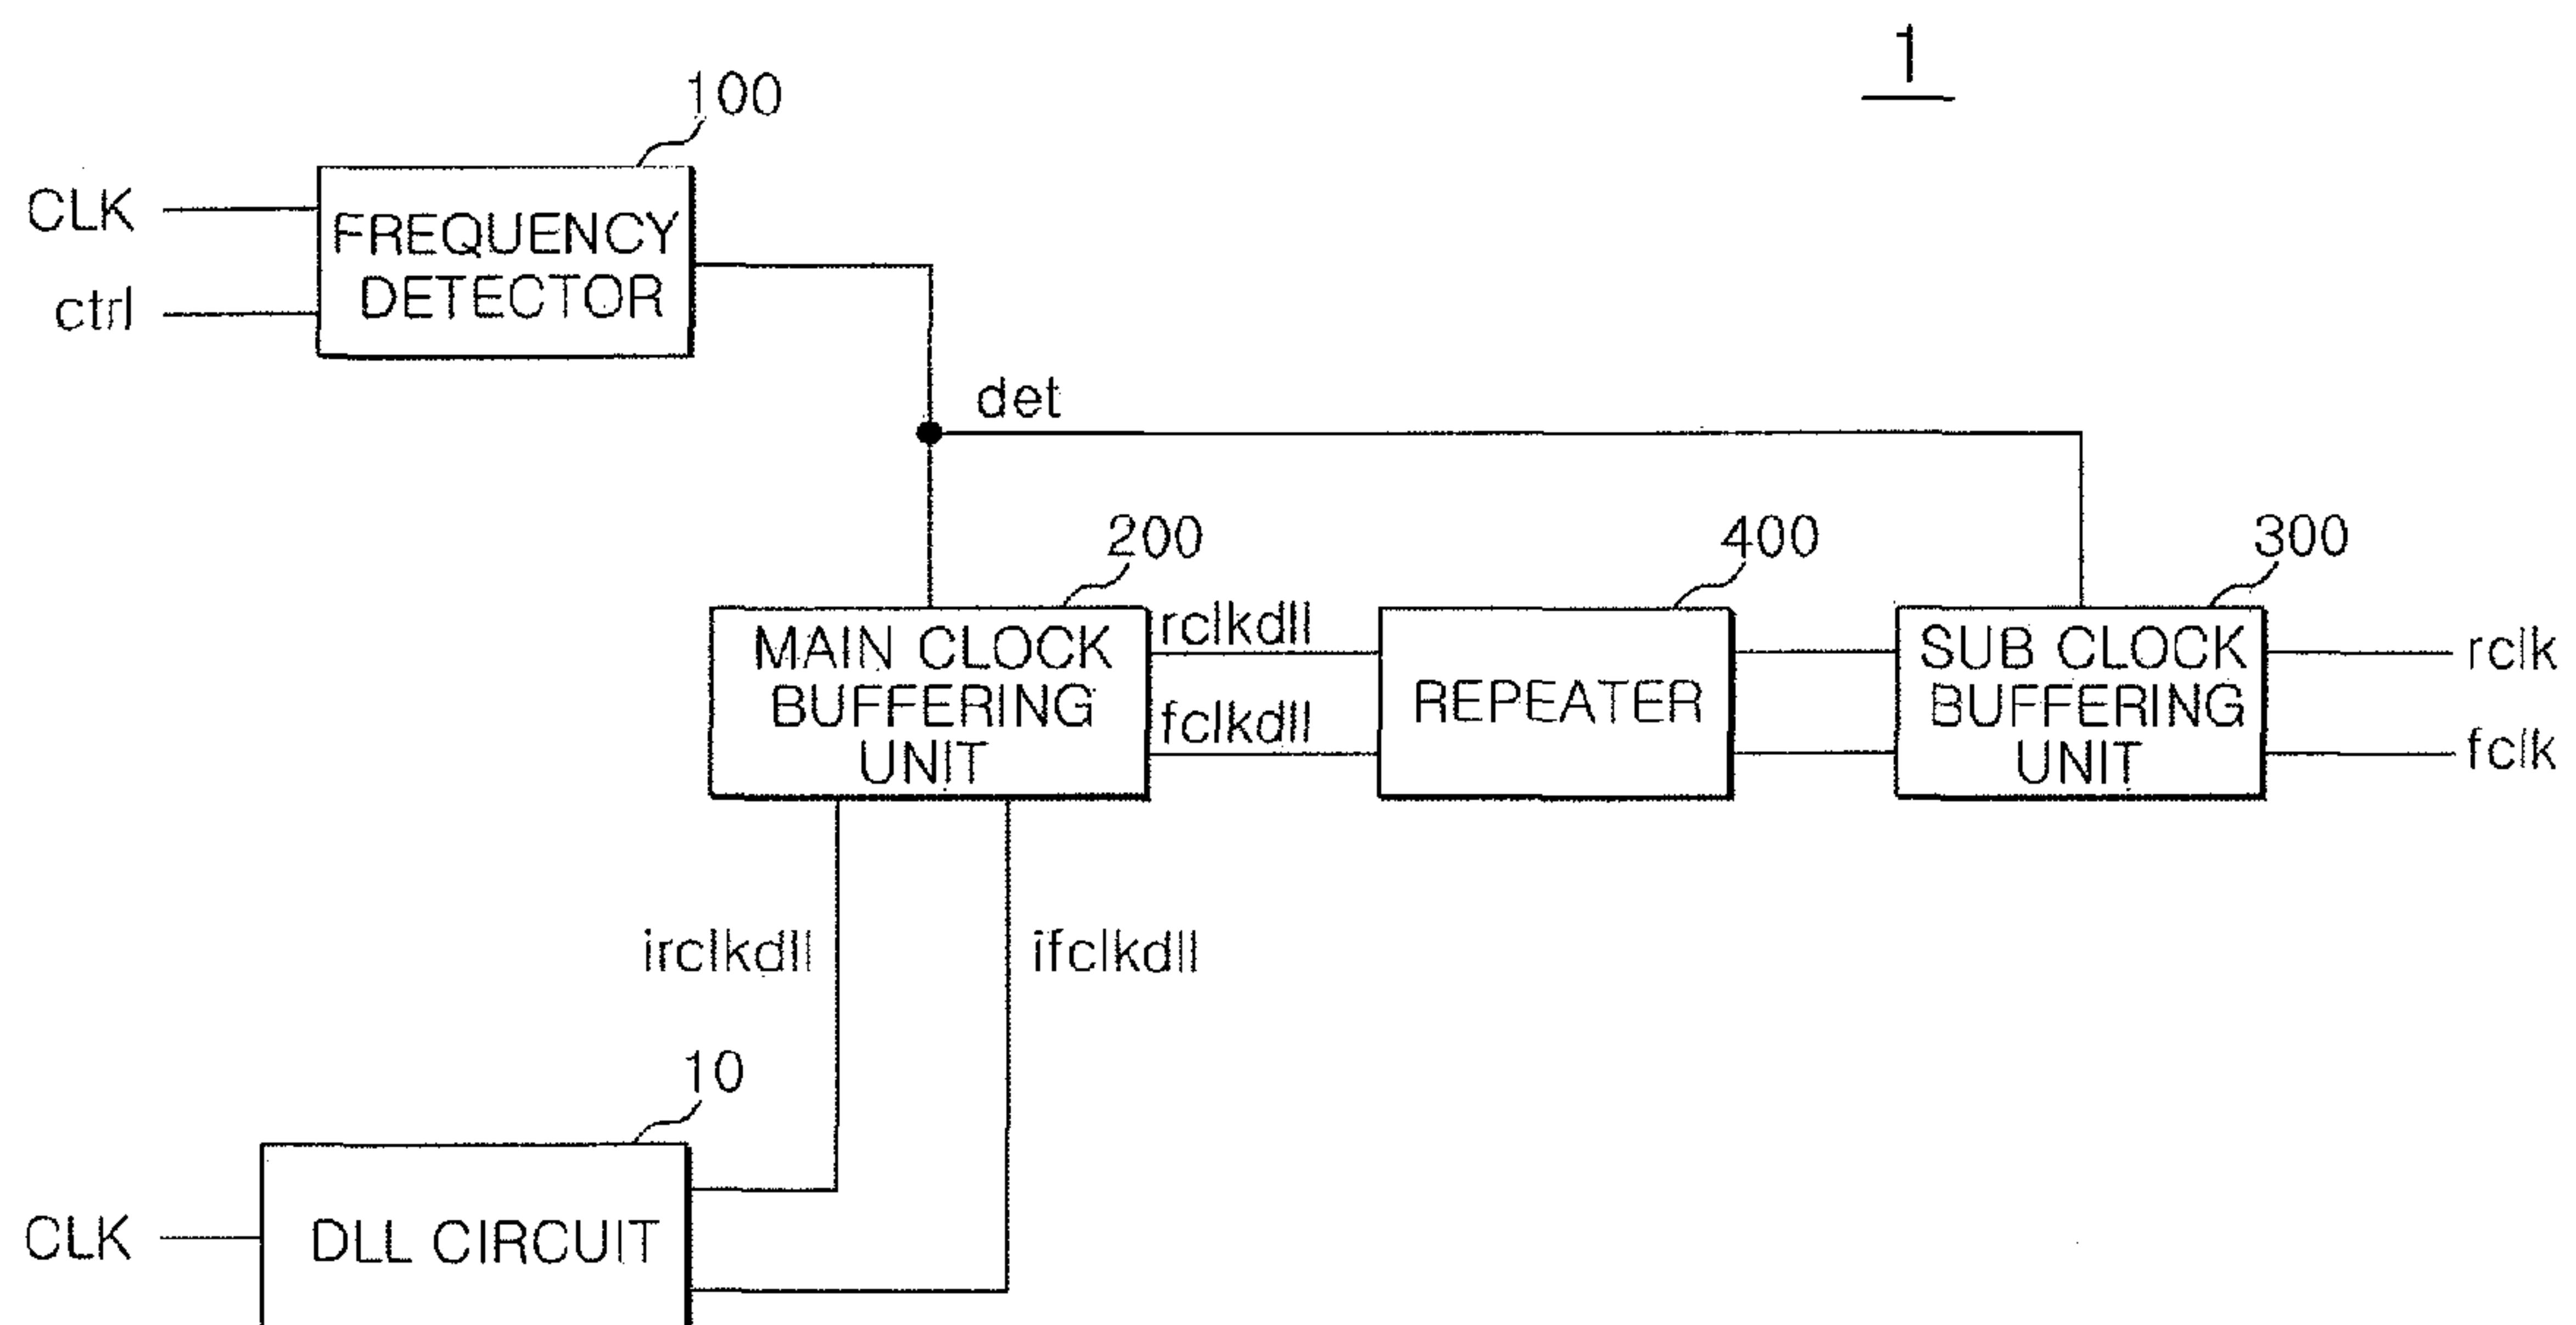 1
100
CLK
FREQUENCY
DETECTOR
ctrl
det
200
400
300
MAIN CLOCK
BUFFERING
UNIT
rclkdll
fclkdll
REPEATER
SUB CLOCK
BUFFERING
UNIT
rclk
fclk
irclkdll
ifclkdll
10
CLK
DLL CIRCUIT